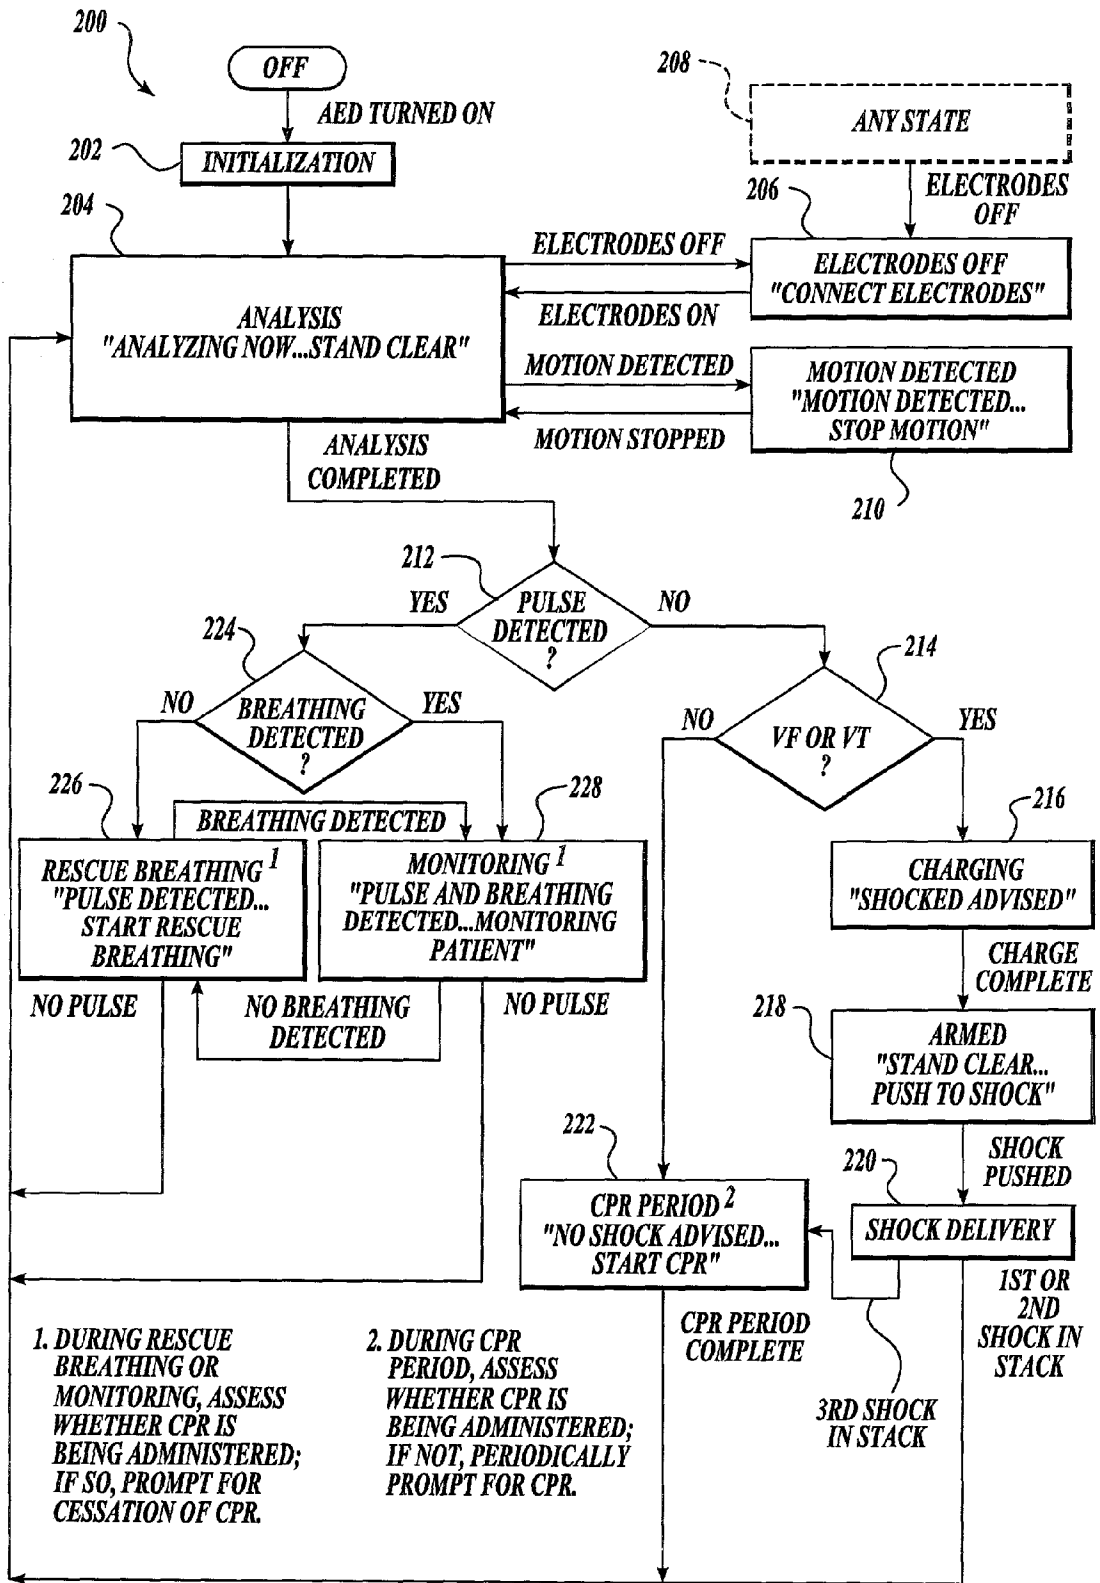 200
OFF
AED TURNED ON
202
INITIALIZATION
204
ANALYSIS
"ANALYZING NOW...STAND CLEAR"
208
ANY STATE
ELECTRODES
OFF
206
ELECTRODES OFF
ELECTRODES OFF
"CONNECT ELECTRODES"
ELECTRODES ON
MOTION DETECTED
MOTION DETECTED
"MOTION DETECTED...
STOP MOTION"
MOTION STOPPED
210
ANALYSIS
COMPLETED
212
PULSE
DETECTED
?
YES
NO
224
BREATHING
DETECTED
?
NO
YES
214
VF OR VT
?
NO
YES
226
BREATHING DETECTED
228
RESCUE BREATHING 1
"PULSE DETECTED...
START RESCUE
BREATHING"
MONITORING 1
"PULSE AND BREATHING
DETECTED...MONITORING
PATIENT"
216
CHARGING
"SHOCKED ADVISED"
NO PULSE
NO BREATHING
DETECTED
NO PULSE
CHARGE
COMPLETE
218
ARMED
"STAND CLEAR...
PUSH TO SHOCK"
SHOCK
PUSHED
222
CPR PERIOD 2
"NO SHOCK ADVISED...
START CPR"
220
SHOCK DELIVERY
CPR PERIOD
COMPLETE
1ST OR
2ND
SHOCK IN
STACK
3RD SHOCK
IN STACK
1. DURING RESCUE
BREATHING OR
MONITORING, ASSESS
WHETHER CPR IS
BEING ADMINISTERED;
IF SO, PROMPT FOR
CESSATION OF CPR.
2. DURING CPR
PERIOD, ASSESS
WHETHER CPR IS
BEING ADMINISTERED;
IF NOT, PERIODICALLY
PROMPT FOR CPR.